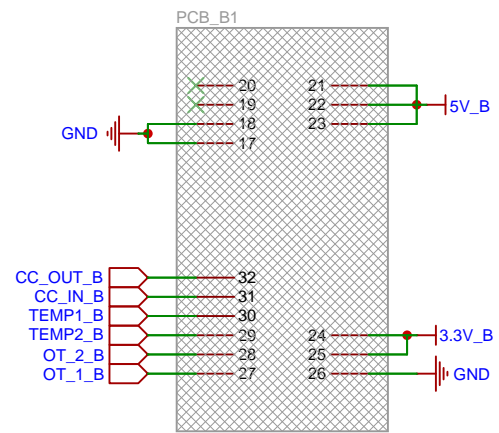 PCB_B1
20 21
19 22 5V_B
18 23
GND 17
CC_OUT_B 32
CC_IN_B 31
TEMP1_B 30
TEMP2_B 29 24 3.3V_B
OT_2_B 28 25
OT_1_B 27 26 GND